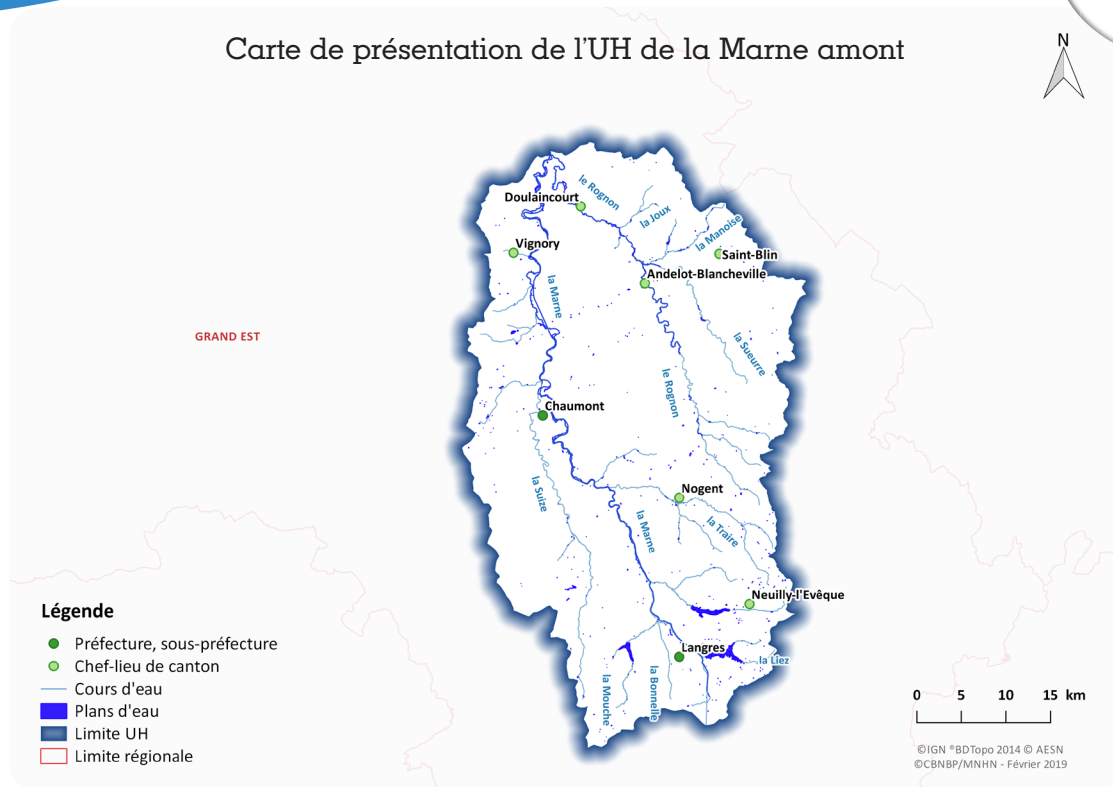 Carte de présentation de l'UH de la Marne amont
N
le Rognon
Doulaincourt
la Joux
la Manoise
Vignory
Saint-Blin
Andelot-Blancheville
la Marne
GRAND EST
la Sueurre
le Rognon
Chaumont
la Suize
Nogent
la Marne
la Traire
Neuilly-l'Evêque
Langres
la Liez
la Mouche
la Bonnelle
Légende
Préfecture, sous-préfecture
Chef-lieu de canton
Cours d'eau
Plans d'eau
Limite UH
Limite régionale
0 5 10 15 km
©IGN ®BDTopo 2014 © AESN
©CBNBP/MNHN - Février 2019